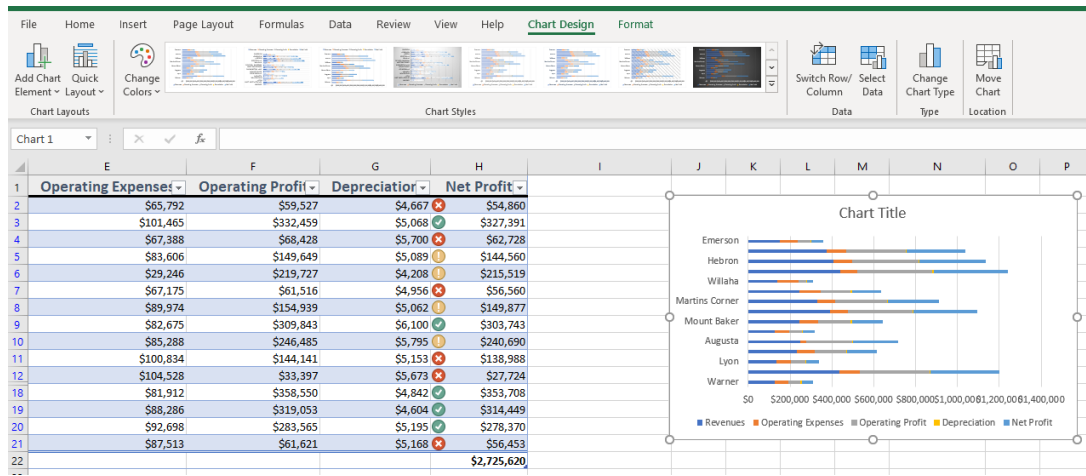 File Home Insert Page Layout Formulas Data Review View Help Chart Design Format
Add Chart Element Quick Layout Change Colors Switch Row/ Column Select Data Change Chart Type Move Chart
Chart Layouts Chart Styles Data Type Location
Chart 1 fx
E F G H I J K L M N O P
1 Operating Expenses Operating Profit Depreciation Net Profit
2 $65,792 $59,527 $4,667 $54,860
3 $101,465 $332,459 $5,068 $327,391
4 $67,388 $68,428 $5,700 $62,728
5 $83,606 $149,649 $5,089 $144,560
6 $29,246 $219,727 $4,208 $215,519
7 $67,175 $61,516 $4,956 $56,560
8 $89,974 $154,939 $5,062 $149,877
9 $82,675 $309,843 $6,100 $303,743
10 $85,288 $246,485 $5,795 $240,690
11 $100,834 $144,141 $5,153 $138,988
12 $104,528 $33,397 $5,673 $27,724
18 $81,912 $358,550 $4,842 $353,708
19 $88,286 $319,053 $4,604 $314,449
20 $92,698 $283,565 $5,195 $278,370
21 $87,513 $61,621 $5,168 $56,453
22 $2,725,620
Chart Title
Emerson
Hebron
Willaha
Martins Corner
Mount Baker
Augusta
Lyon
Warner
$0 $200,000 $400,000 $600,000 $800,000 $1,000,000 $1,200,000 $1,400,000
Revenues Operating Expenses Operating Profit Depreciation Net Profit